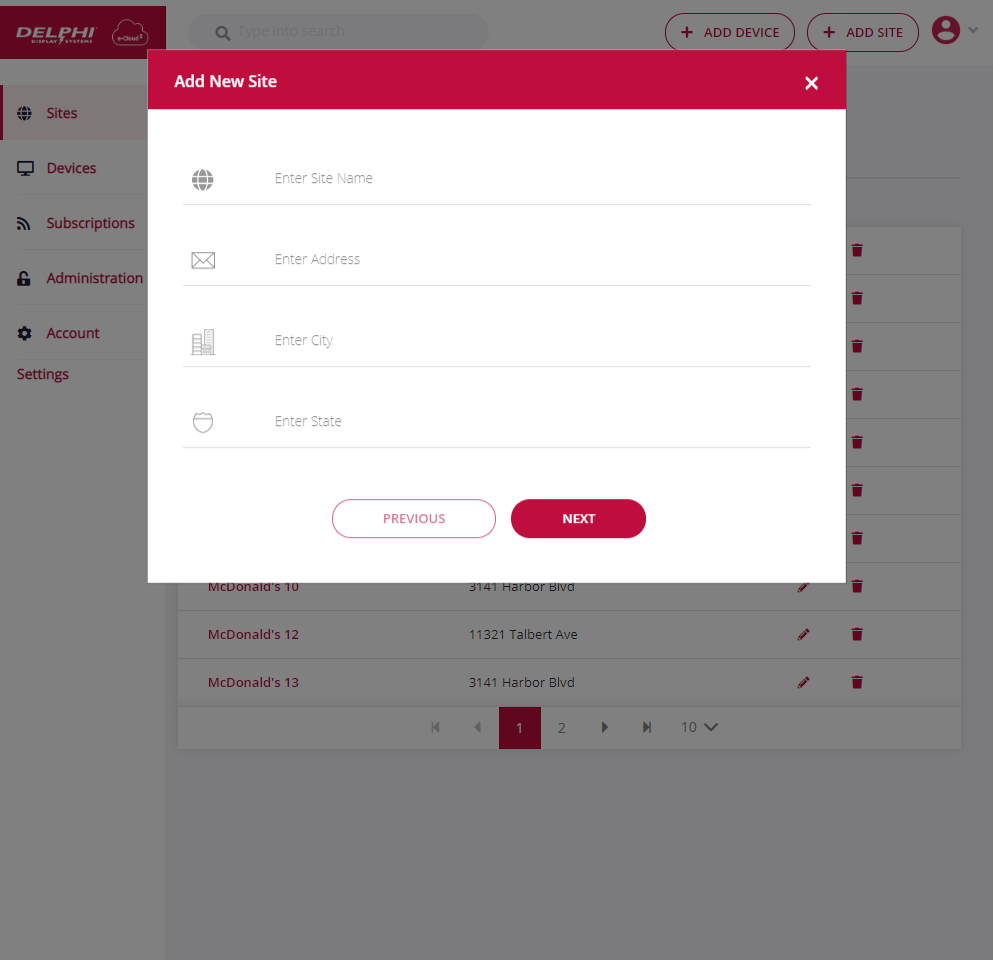 DELPHI
DISPLAY SYSTEMS
e-Cloud
Type into search
ADD DEVICE
ADD SITE
Add New Site
Sites
Devices
Subscriptions
Administration
Account
Settings
Enter Site Name
Enter Address
Enter City
Enter State
PREVIOUS
NEXT
McDonald's 10 3141 Harbor Blvd
McDonald's 12 11321 Talbert Ave
McDonald's 13 3141 Harbor Blvd
1 2 10